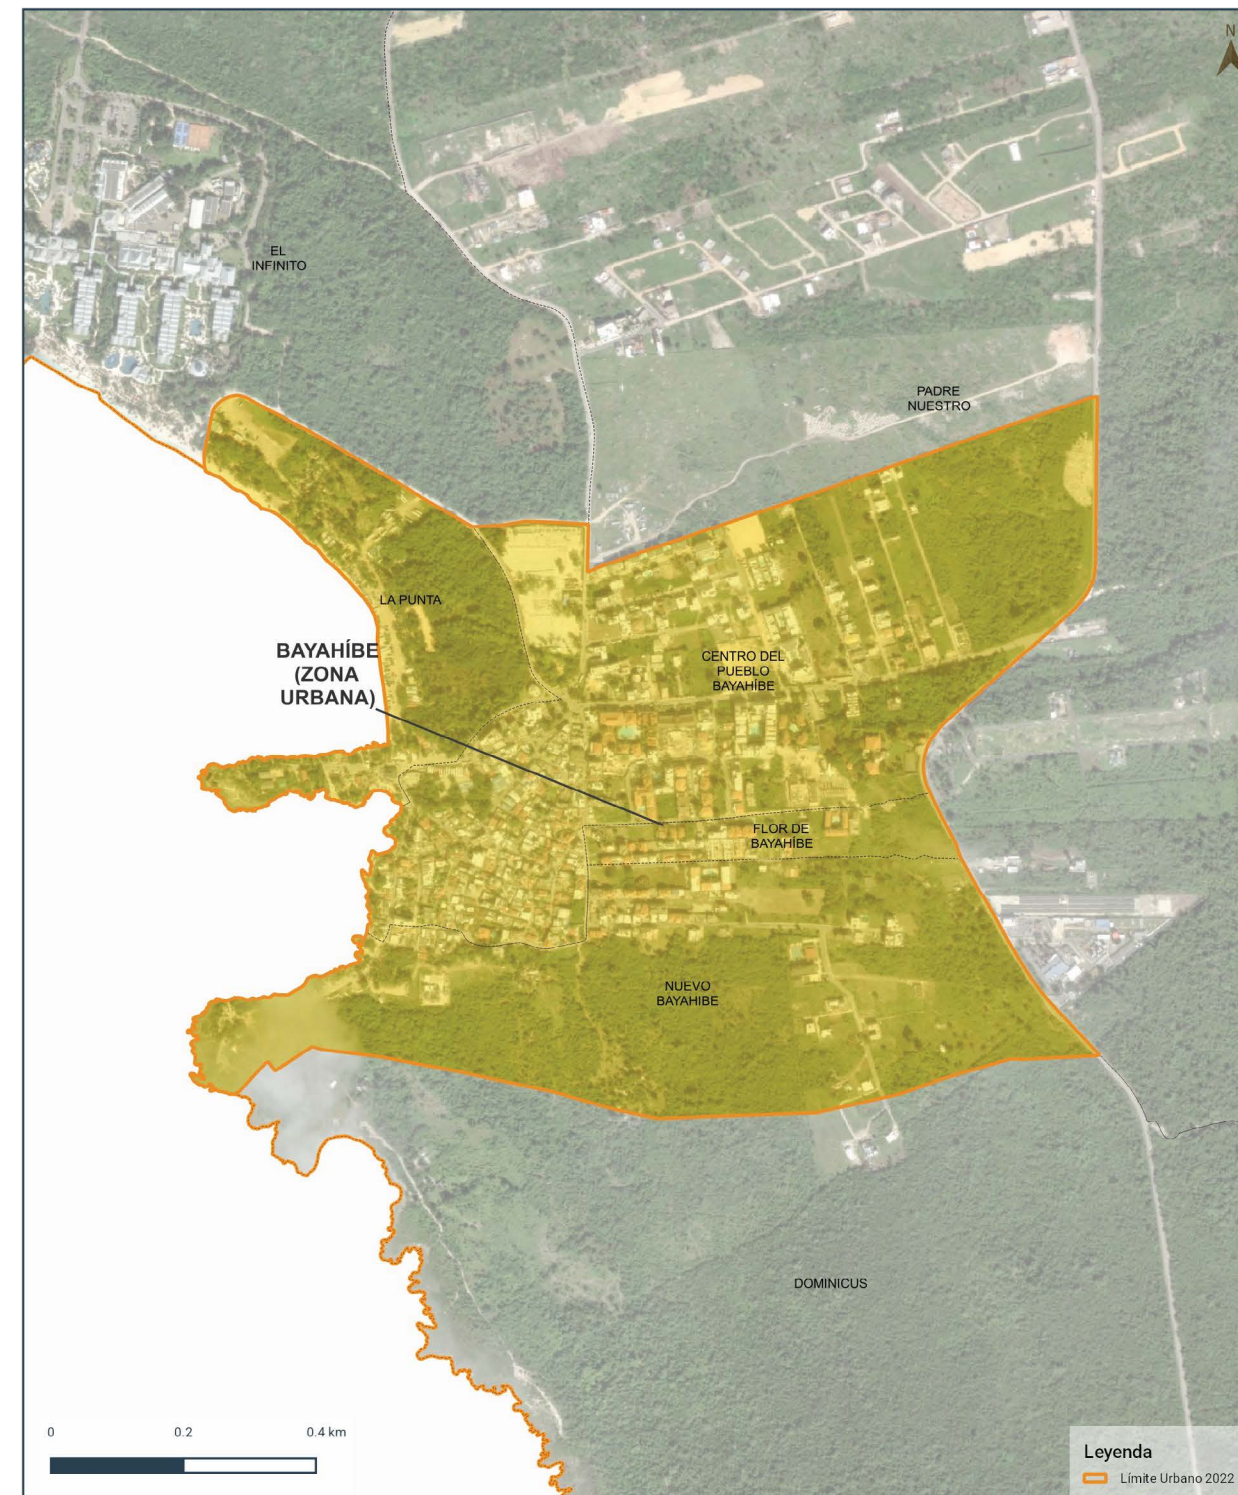 N
EL
INFINITO
PADRE
NUESTRO
LA PUNTA
BAYAHÍBE
(ZONA
URBANA)
CENTRO DEL
PUEBLO
BAYAHÍBE
FLOR DE
BAYAHÍBE
NUEVO
BAYAHIBE
DOMINICUS
0 0.2 0.4 km
Leyenda
Límite Urbano 2022